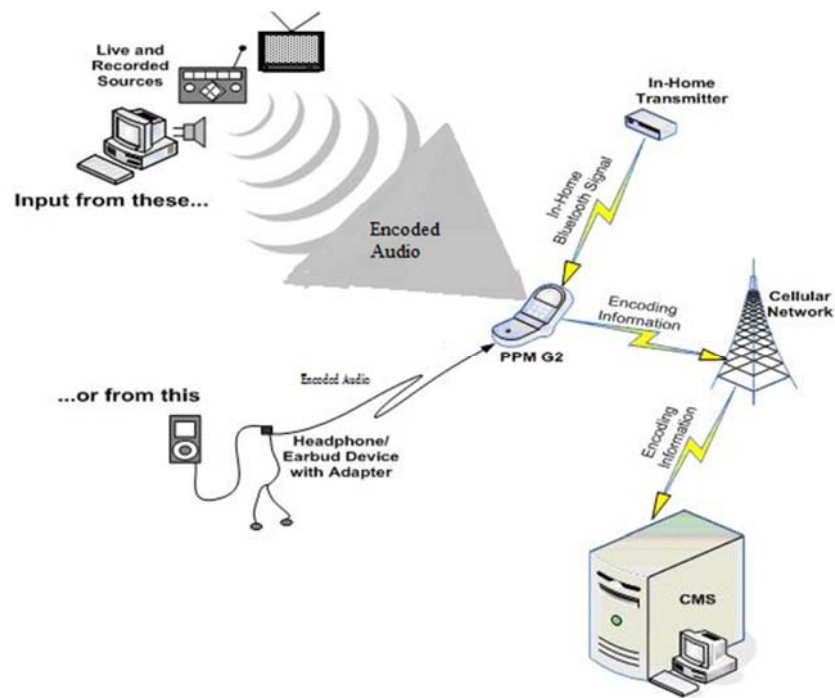 Live and
Recorded
Sources
Input from these...
Encoded
Audio
In-Home
Transmitter
In-Home
Bluetooth Signal
Encoding
Information
Cellular
Network
PPM G2
Encoded Audio
...or from this
Headphone/
Earbud Device
with Adapter
Encoding
Information
CMS